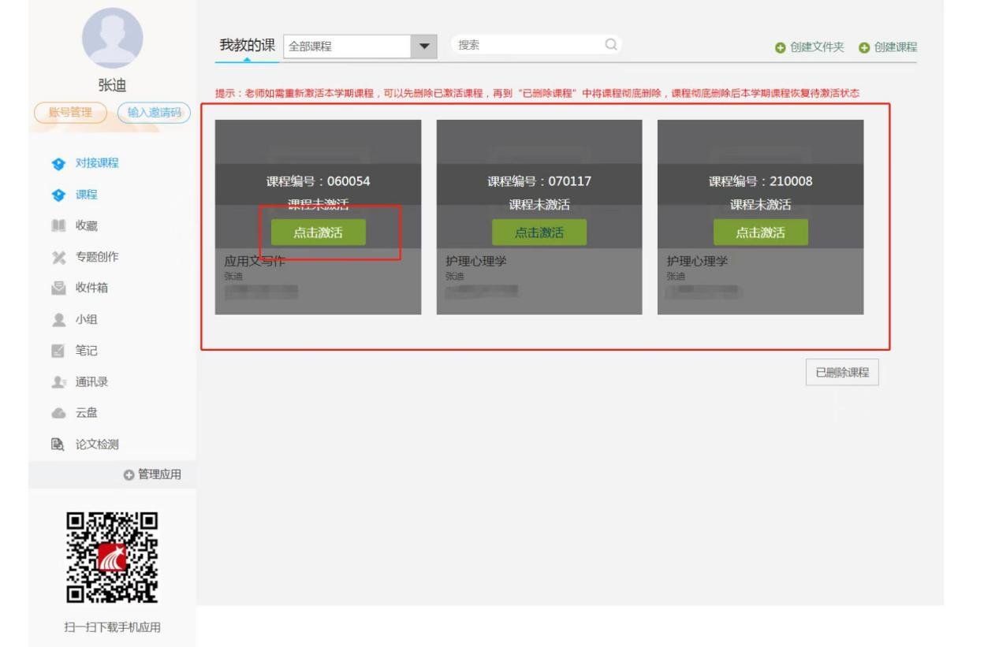 张迪
账号管理 输入邀请码
对接课程
课程
收藏
专题创作
收件箱
小组
笔记
通讯录
云盘
论文检测
管理应用
扫一扫下载手机应用
我教的课 全部课程 搜索 创建文件夹 创建课程
提示：老师如需重新激活本学期课程，可以先删除已激活课程，再到“已删除课程”中将课程彻底删除，课程彻底删除后本学期课程恢复待激活状态
课程编号：060054
课程未激活
点击激活
应用文写作
张迪
课程编号：070117
课程未激活
点击激活
护理心理学
张迪
课程编号：210008
课程未激活
点击激活
护理心理学
张迪
已删除课程